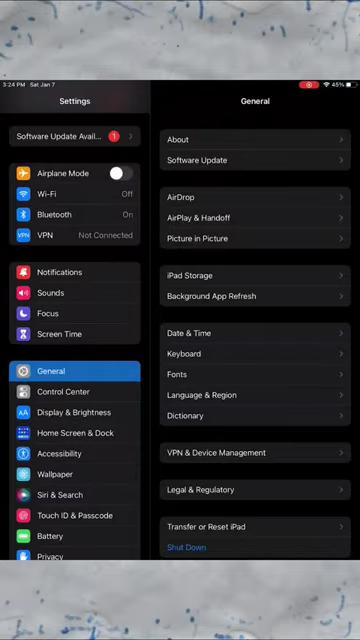 3:24 PM Sat Jan 7
45%
Settings
General
Software Update Avail... 1
Airplane Mode
Wi-Fi Off
Bluetooth On
VPN VPN Not Connected
Notifications
Sounds
Focus
Screen Time
General
Control Center
AA Display & Brightness
Home Screen & Dock
Accessibility
Wallpaper
Siri & Search
Touch ID & Passcode
Battery
Privacy
About
Software Update
AirDrop
AirPlay & Handoff
Picture in Picture
iPad Storage
Background App Refresh
Date & Time
Keyboard
Fonts
Language & Region
Dictionary
VPN & Device Management
Legal & Regulatory
Transfer or Reset iPad
Shut Down